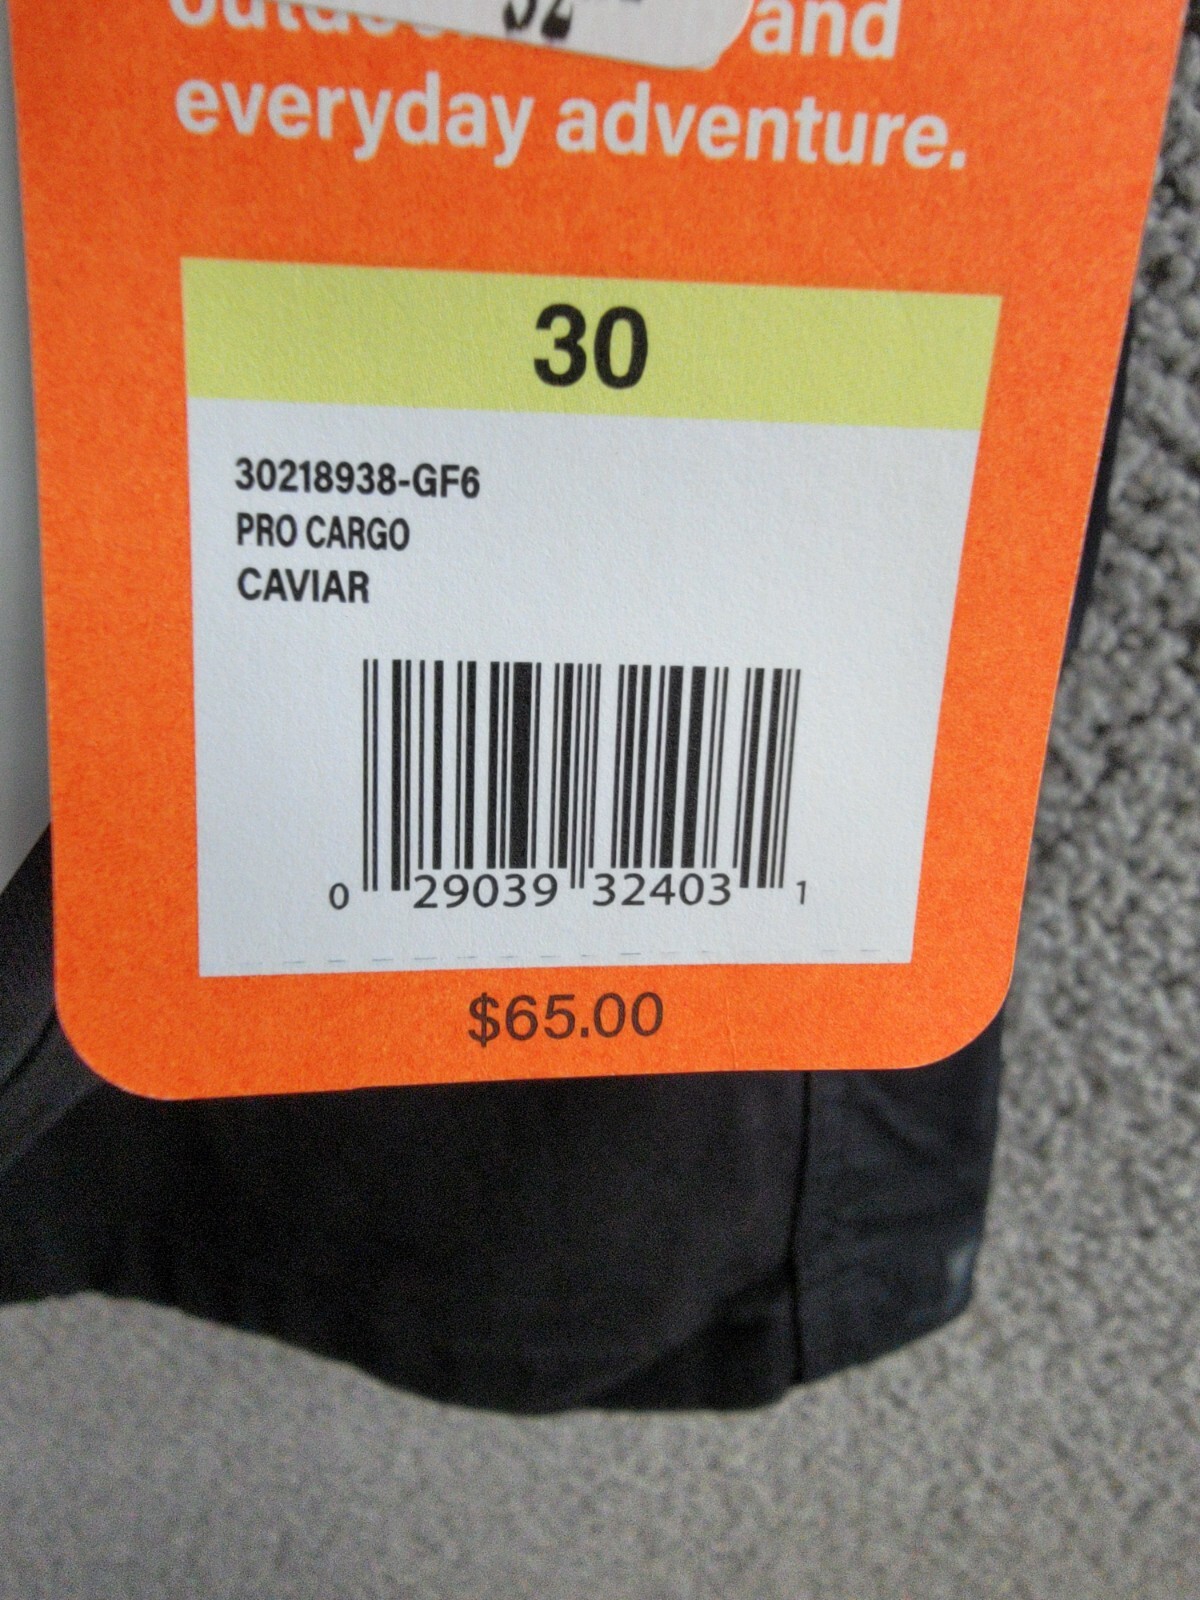 and
everyday adventure.
30
30218938-GF6
PRO CARGO
CAVIAR
0 29039 32403 1
$65.00